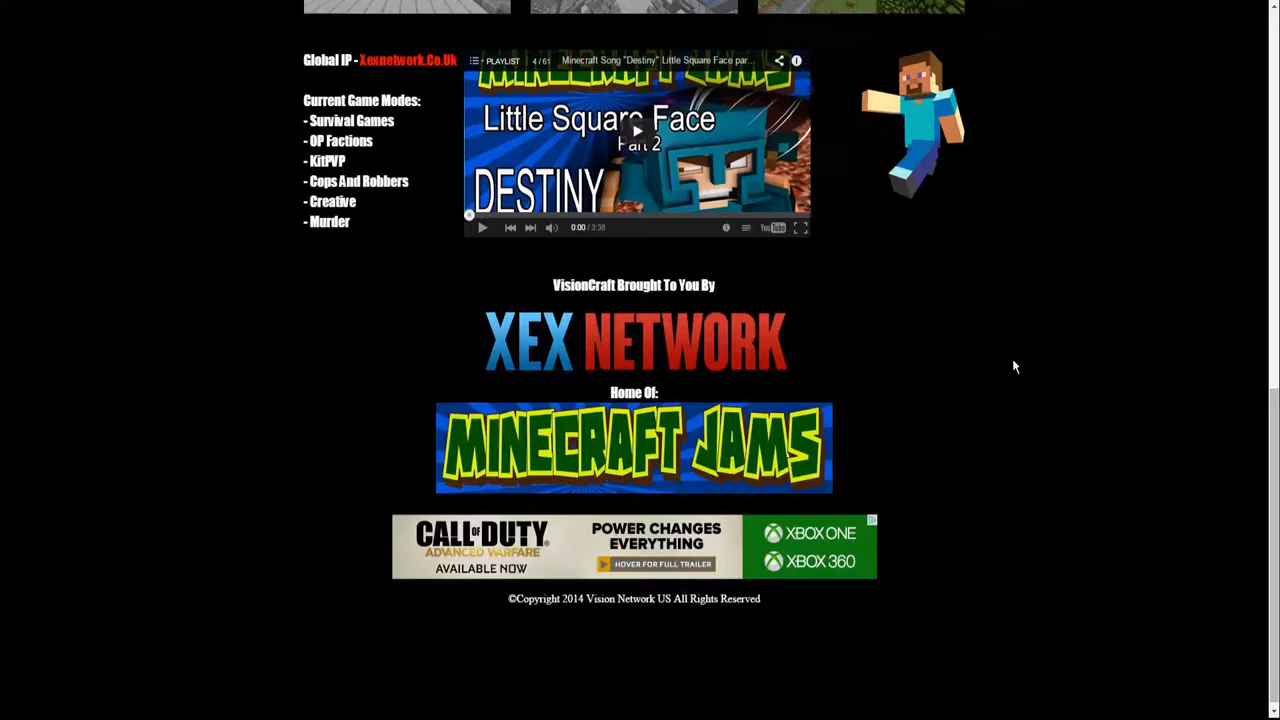 Global IP - Xexnetwork.Co.Uk
Current Game Modes:
- Survival Games
- OP Factions
- KitPVP
- Cops And Robbers
- Creative
- Murder
PLAYLIST 4/61 Minecraft Song "Destiny" Little Square Face par...
MINECRAFT JAMS
Little Square Face
Part 2
DESTINY
0:00 / 3:38 YouTube
VisionCraft Brought To You By
XEX NETWORK
Home Of:
MINECRAFT JAMS
CALL OF DUTY
ADVANCED WARFARE
AVAILABLE NOW
POWER CHANGES
EVERYTHING
HOVER FOR FULL TRAILER
XBOX ONE
XBOX 360
©Copyright 2014 Vision Network US All Rights Reserved